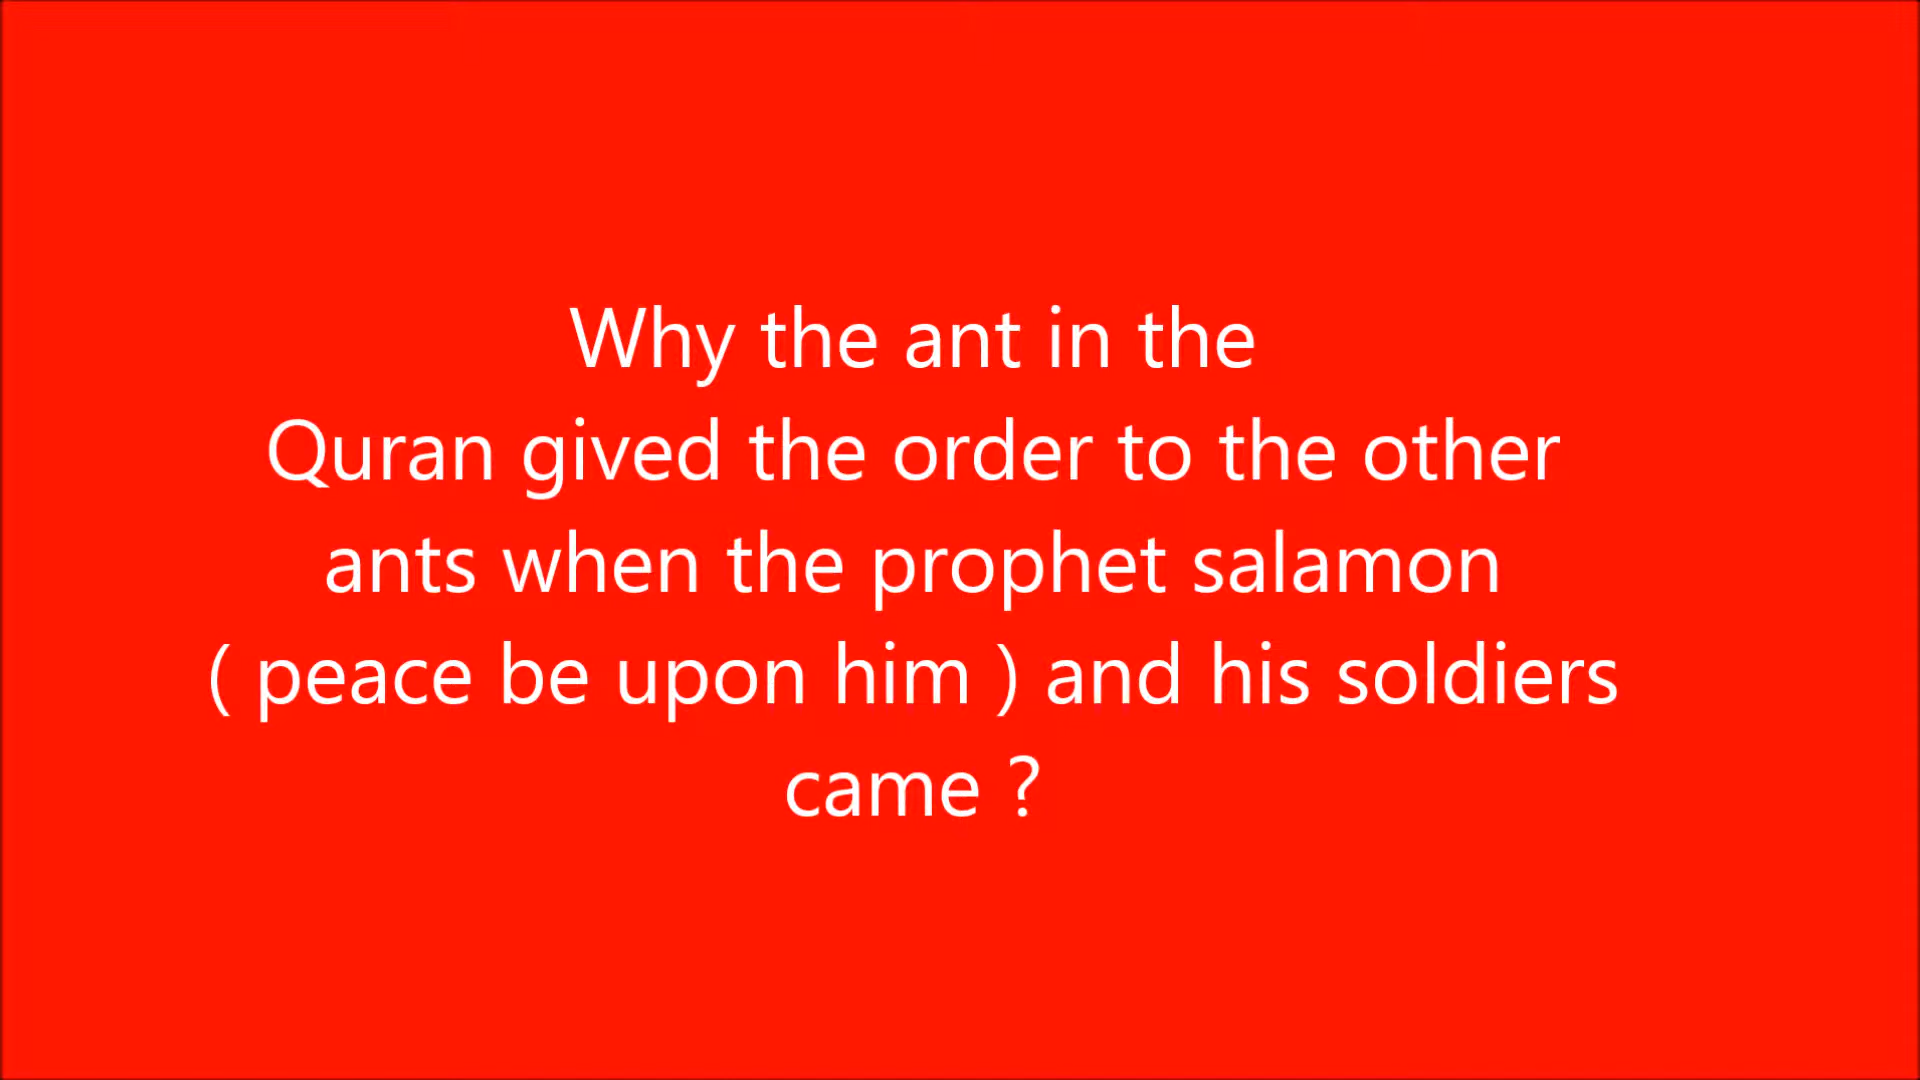 Why the ant in the
Quran gived the order to the other
ants when the prophet salamon
( peace be upon him ) and his soldiers
came ?